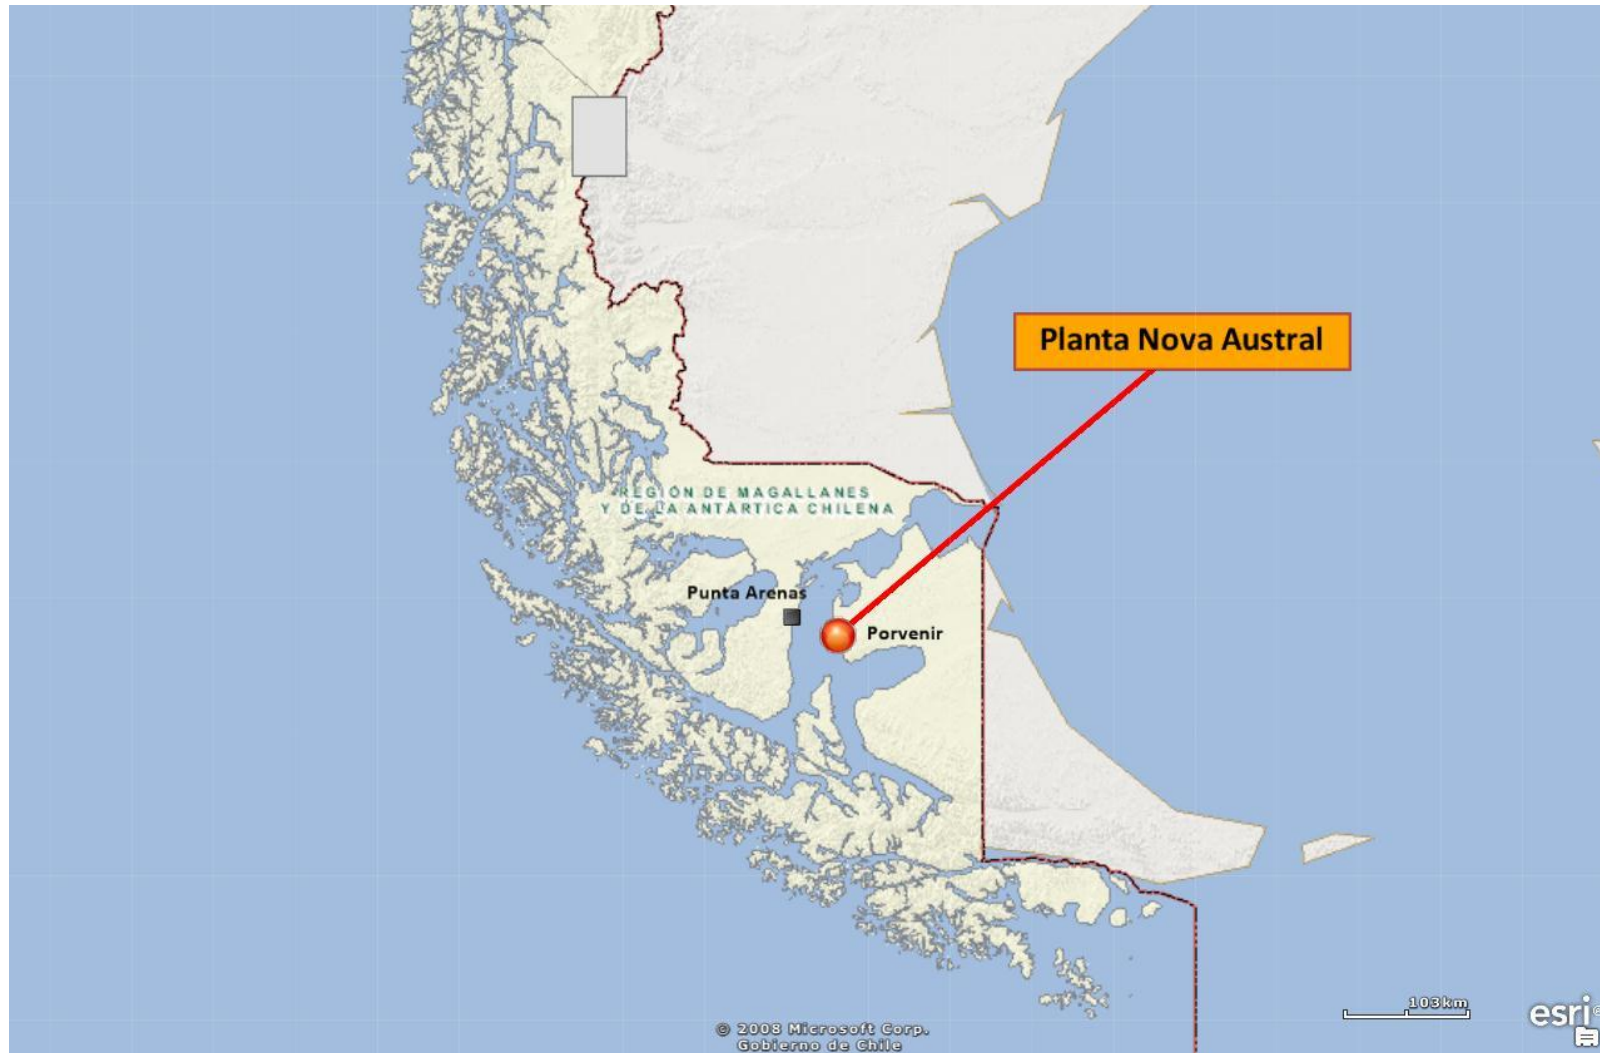 Planta Nova Austral
REGIÓN DE MAGALLANES
Y DE LA ANTÁRTICA CHILENA
Punta Arenas
Porvenir
103km
esri®
© 2008 Microsoft Corp.
Gobierno de Chile